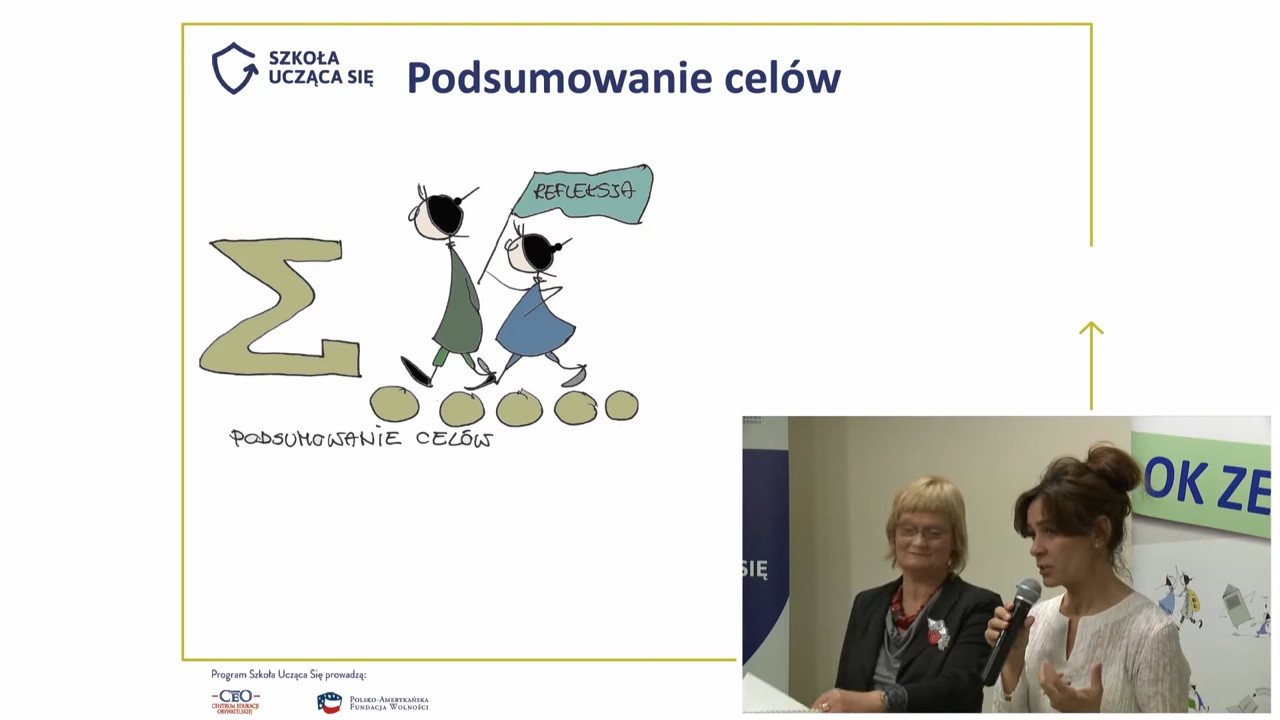 SZKOŁA
UCZĄCA SIĘ
Podsumowanie celów
REFLEKSJA
PODSUMOWANIE CELÓW
OK ZE
SIĘ
Program Szkoła Ucząca Się prowadzą:
CEO
CENTRUM EDUKACJI
OBYWATELSKIEJ
POLSKO-AMERYKAŃSKA
FUNDACJA WOLNOŚCI